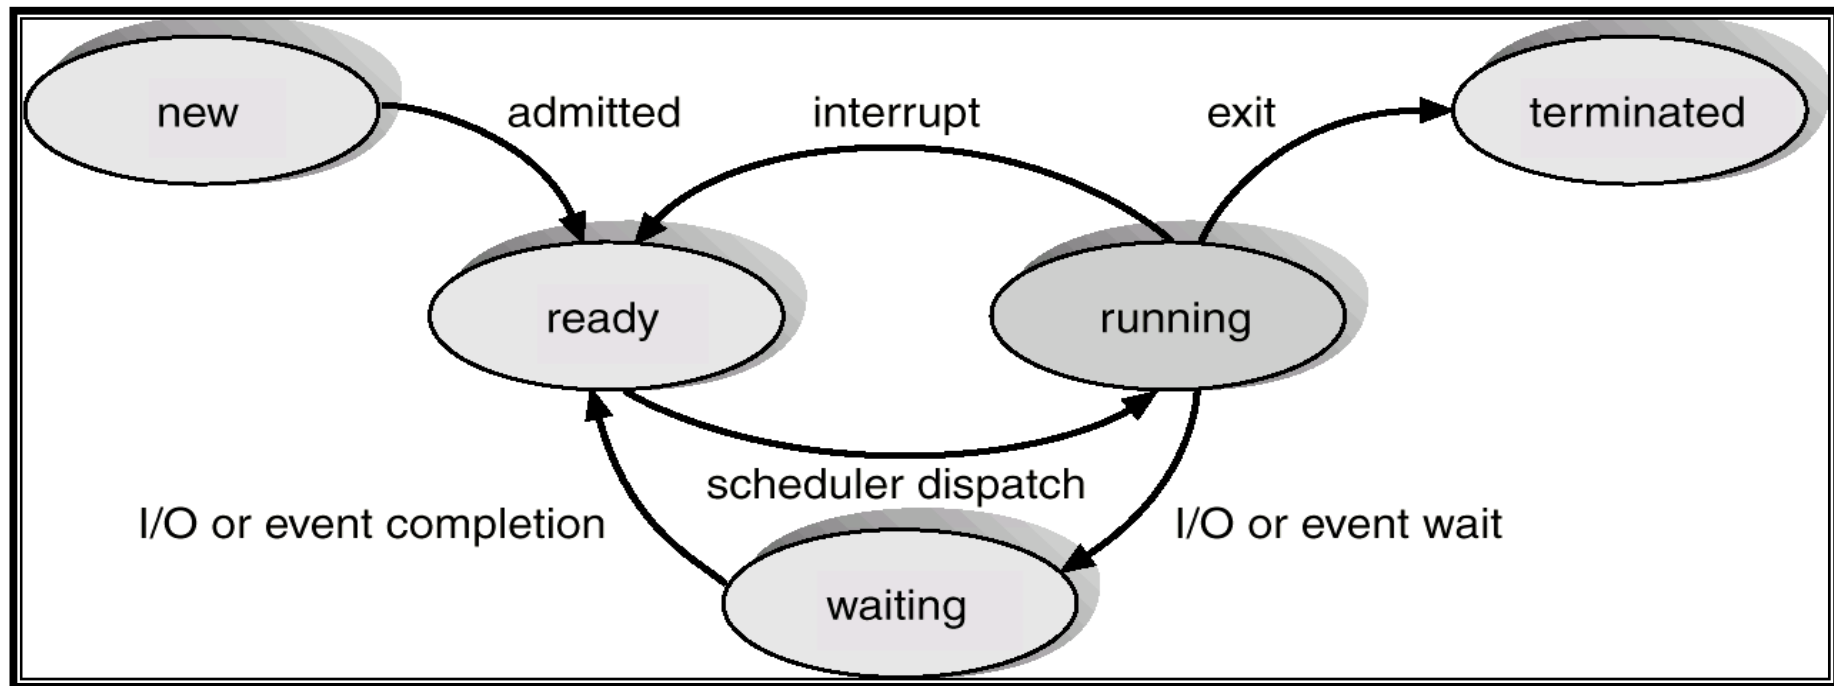 new
admitted
interrupt
exit
terminated
ready
running
scheduler dispatch
I/O or event completion
I/O or event wait
waiting